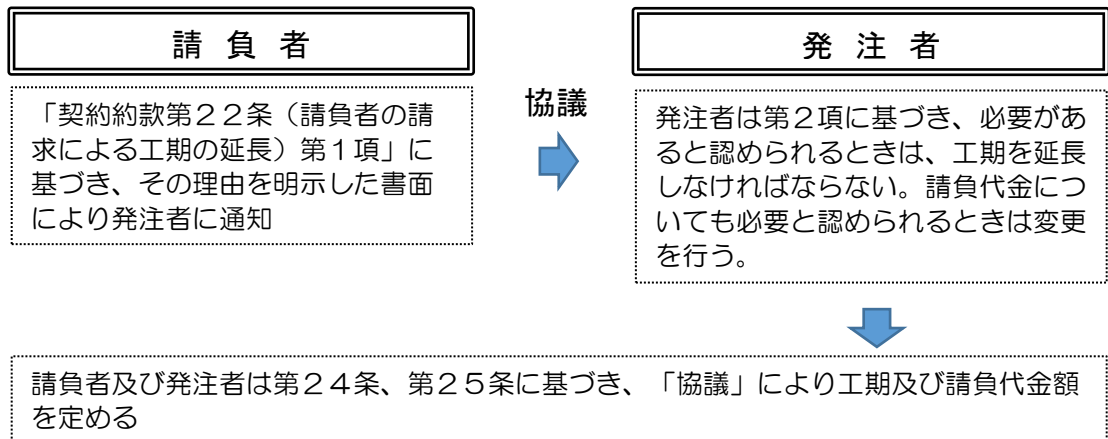 請 負 者
「契約約款第２２条（請負者の請
求による工期の延長）第１項」に
基づき、その理由を明示した書面
により発注者に通知
協議
発 注 者
発注者は第２項に基づき、必要があ
ると認められるときは、工期を延長
しなければならない。請負代金につ
いても必要と認められるときは変更
を行う。
請負者及び発注者は第２４条、第２５条に基づき、「協議」により工期及び請負代金額
を定める